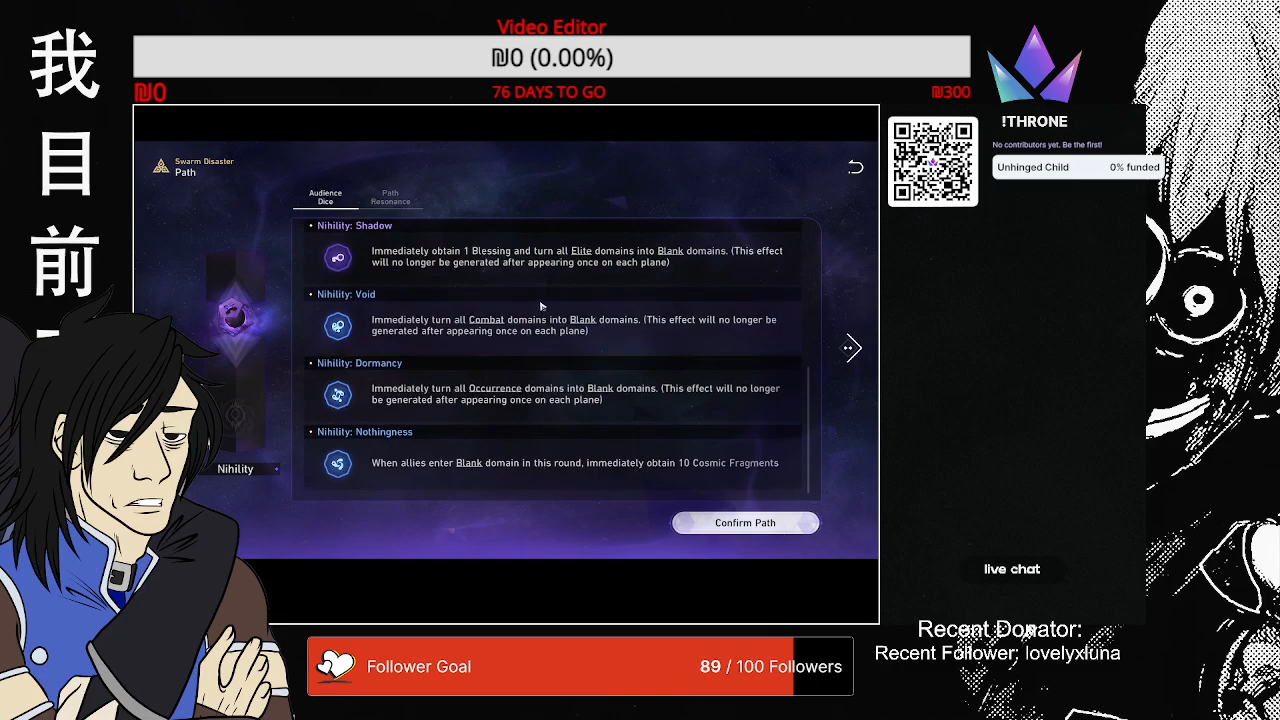 我
目
前
Video Editor
₪0 (0.00%)
₪0
76 DAYS TO GO
₪300
!THRONE
No contributors yet. Be the first!
Unhinged Child
0% funded
Swarm Disaster
Path
Audience
Dice
Path
Resonance
• Nihility: Shadow
Immediately obtain 1 Blessing and turn all Elite domains into Blank domains. (This effect
will no longer be generated after appearing once on each plane)
• Nihility: Void
Immediately turn all Combat domains into Blank domains. (This effect will no longer be
generated after appearing once on each plane)
• Nihility: Dormancy
Immediately turn all Occurrence domains into Blank domains. (This effect will no longer
be generated after appearing once on each plane)
• Nihility: Nothingness
When allies enter Blank domain in this round, immediately obtain 10 Cosmic Fragments
Nihility
Confirm Path
live chat
Recent Donator:
Recent Follower: lovelyxluna
Follower Goal
89 / 100 Followers